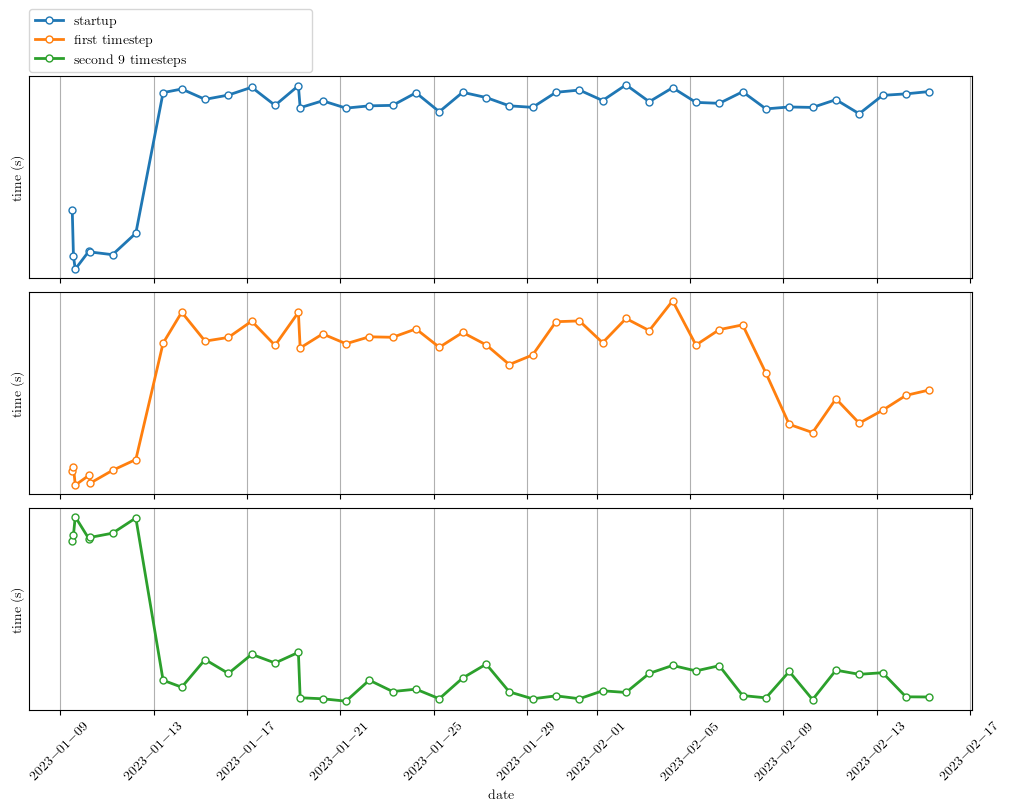 startup
first timestep
second 9 timesteps
time (s)
time (s)
time (s)
2023−01−09
2023−01−13
2023−01−17
2023−01−21
2023−01−25
2023−01−29
2023−02−01
2023−02−05
2023−02−09
2023−02−13
2023−02−17
date